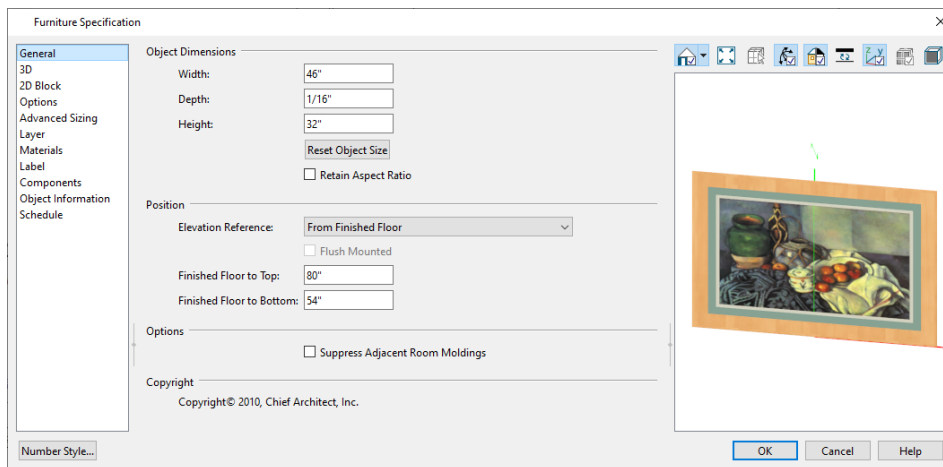 Furniture Specification
General
3D
2D Block
Options
Advanced Sizing
Layer
Materials
Label
Components
Object Information
Schedule
Object Dimensions
Width: 46"
Depth: 1/16"
Height: 32"
Reset Object Size
Retain Aspect Ratio
Position
Elevation Reference: From Finished Floor
Flush Mounted
Finished Floor to Top: 80"
Finished Floor to Bottom: 54"
Options
Suppress Adjacent Room Moldings
Copyright
Copyright© 2010, Chief Architect, Inc.
Number Style...
OK Cancel Help